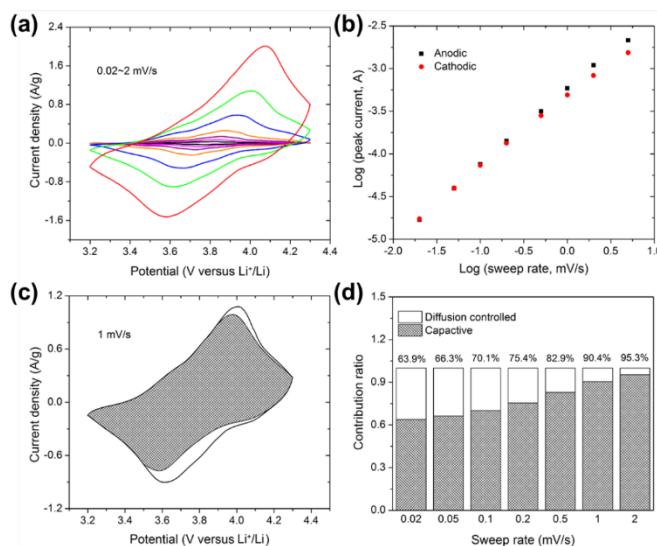 (a)
0.02~2 mV/s
Current density (A/g)
2.4
1.6
0.8
0.0
-0.8
-1.6
3.2 3.4 3.6 3.8 4.0 4.2 4.4
Potential (V versus Li⁺/Li)
(b)
Anodic
Cathodic
Log (peak current, A)
-2.5
-3.0
-3.5
-4.0
-4.5
-5.0
-2.0 -1.5 -1.0 -0.5 0.0 0.5 1.0
Log (sweep rate, mV/s)
(c)
1 mV/s
Current density (A/g)
1.2
0.6
0.0
-0.6
-1.2
3.2 3.4 3.6 3.8 4.0 4.2 4.4
Potential (V versus Li⁺/Li)
(d)
Diffusion controlled
Capactive
63.9% 66.3% 70.1% 75.4% 82.9% 90.4% 95.3%
Contribution ratio
1.5
1.2
0.9
0.6
0.3
0.0
0.02 0.05 0.1 0.2 0.5 1 2
Sweep rate (mV/s)